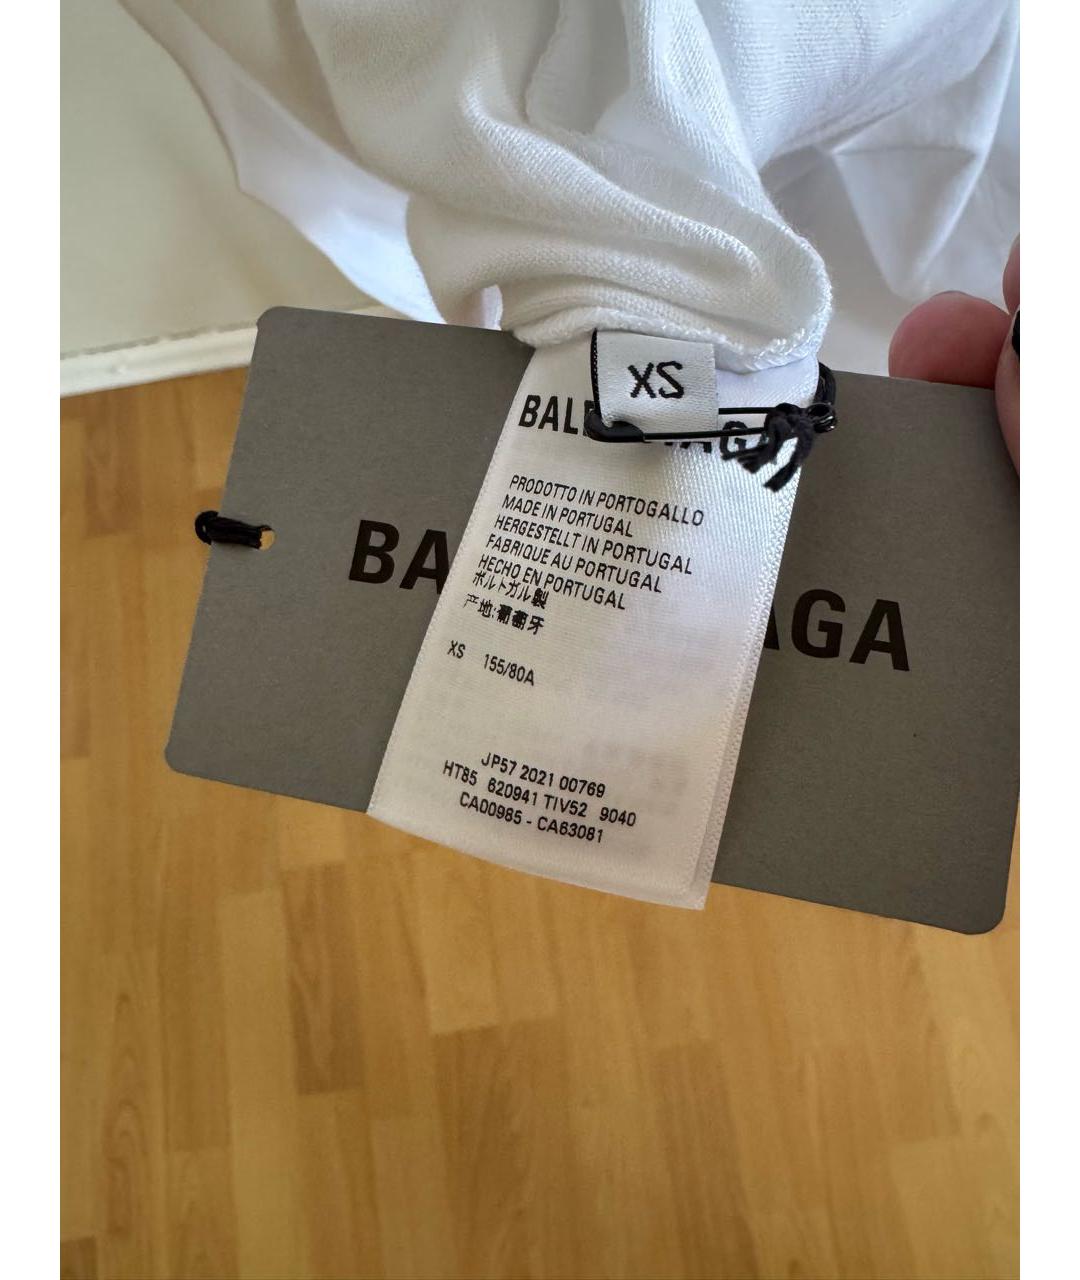 XS
PRODOTTO IN PORTOGALLO
MADE IN PORTUGAL
HERGESTELLT IN PORTUGAL
FABRIQUE AU PORTUGAL
HECHO EN PORTUGAL
ポルトガル製
产地:葡萄牙
XS 155/80A
JP57 2021 00769
HT85 620941 TIV52 9040
CA00985 - CA63081